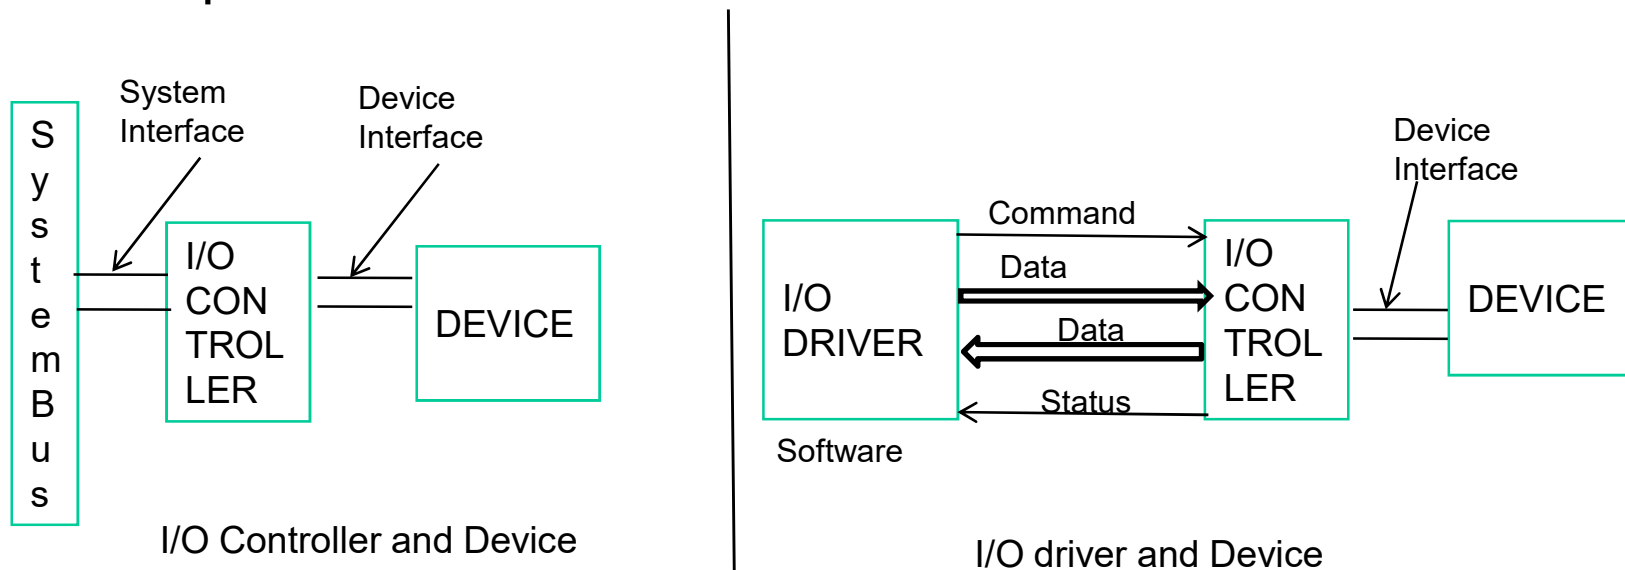 System
Interface
Device
Interface
S
y
s
t
e
m
B
u
s
I/O
CON
TROL
LER
DEVICE
I/O Controller and Device
Device
Interface
Command
Data
Data
Status
I/O
DRIVER
I/O
CON
TROL
LER
DEVICE
Software
I/O driver and Device